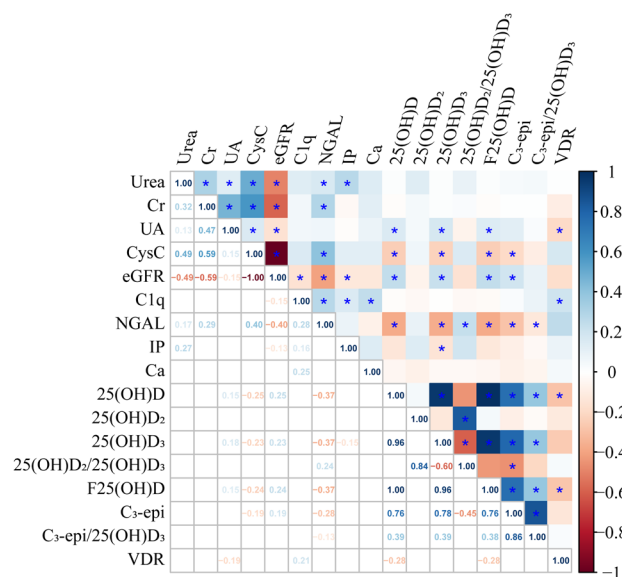 Urea
Cr
UA
CysC
eGFR
C1q
NGAL
IP
Ca
25(OH)D
25(OH)D₂
25(OH)D₃
25(OH)D₂/25(OH)D₃
F25(OH)D
C₃-epi
C₃-epi/25(OH)D₃
VDR
Urea 1.00 * * * * * *
Cr 0.32 1.00 * * * *
UA 0.13 0.47 1.00 * * * * * *
CysC 0.49 0.59 0.15 1.00 * * * * * *
eGFR −0.49 −0.59 −0.13 −1.00 1.00 * * * * * * *
C1q −0.15 1.00 * * * *
NGAL 0.17 0.29 0.40 −0.40 0.28 1.00 * * * * * *
IP 0.27 −0.13 0.16 1.00 *
Ca 0.25 1.00
25(OH)D 0.15 −0.25 0.25 −0.37 1.00 * * * * *
25(OH)D₂ 1.00 *
25(OH)D₃ 0.19 −0.23 0.23 −0.37 −0.15 0.96 1.00 * * * *
25(OH)D₂/25(OH)D₃ 0.24 0.84 −0.60 1.00 *
F25(OH)D 0.15 −0.24 0.24 −0.37 1.00 0.96 1.00 * * *
C₃-epi −0.19 0.19 −0.28 0.76 0.78 −0.45 0.76 1.00 *
C₃-epi/25(OH)D₃ −0.13 0.39 0.39 0.38 0.86 1.00
VDR −0.19 0.21 −0.28 −0.28 1.00
1
0.8
0.6
0.4
0.2
0
−0.2
−0.4
−0.6
−0.8
−1